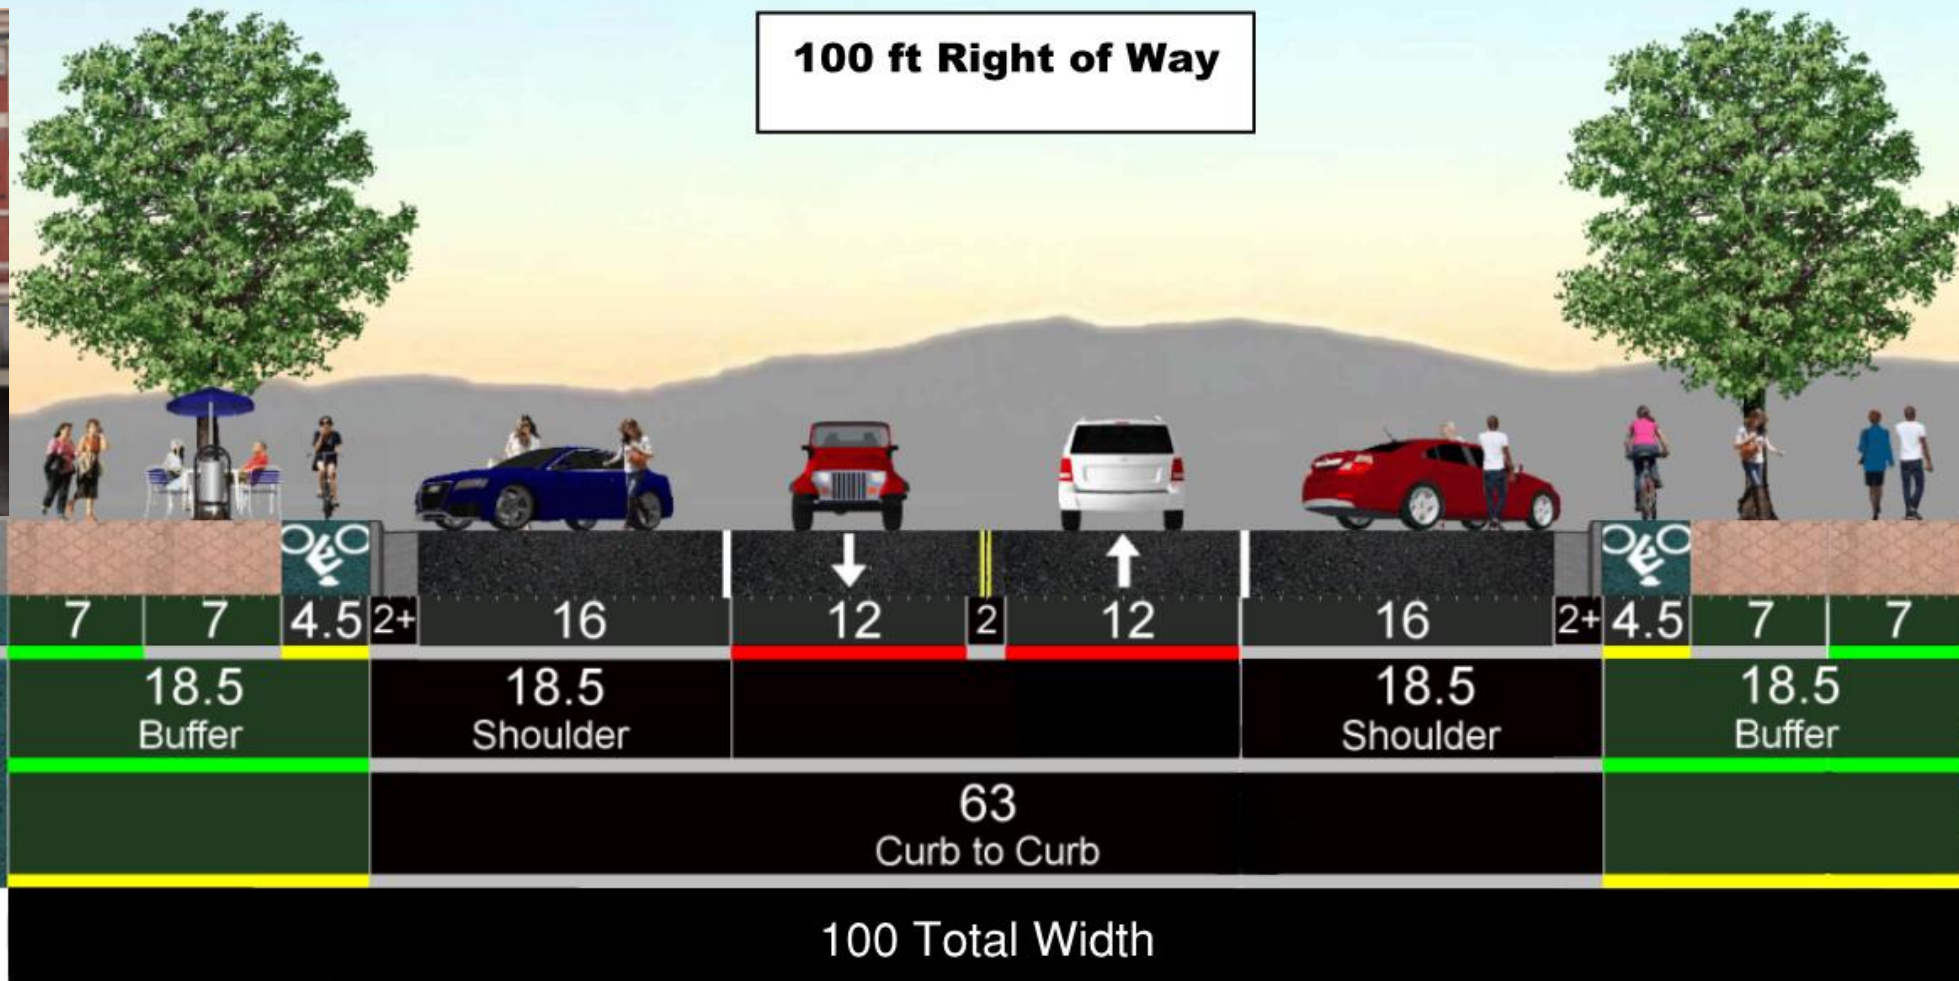 100 ft Right of Way
7 7 4.5 2+ 16 12 2 12 16 2+ 4.5 7 7
18.5 18.5 18.5 18.5
Buffer Shoulder Shoulder Buffer
63
Curb to Curb
100 Total Width